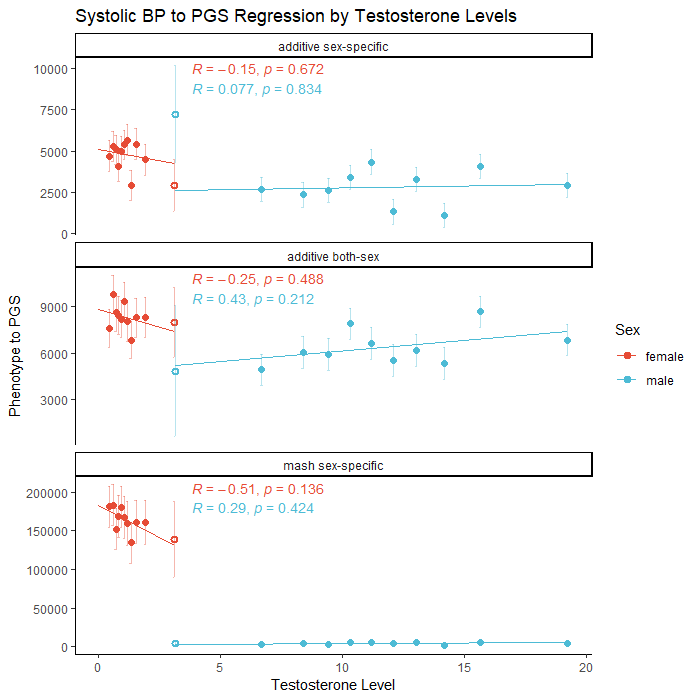 Systolic BP to PGS Regression by Testosterone Levels
additive sex-specific
R = −0.15, p = 0.672
R = 0.077, p = 0.834
10000
7500
5000
2500
0
additive both-sex
R = −0.25, p = 0.488
R = 0.43, p = 0.212
9000
6000
3000
Phenotype to PGS
Sex
female
male
mash sex-specific
R = −0.51, p = 0.136
R = 0.29, p = 0.424
200000
150000
100000
50000
0
0 5 10 15 20
Testosterone Level